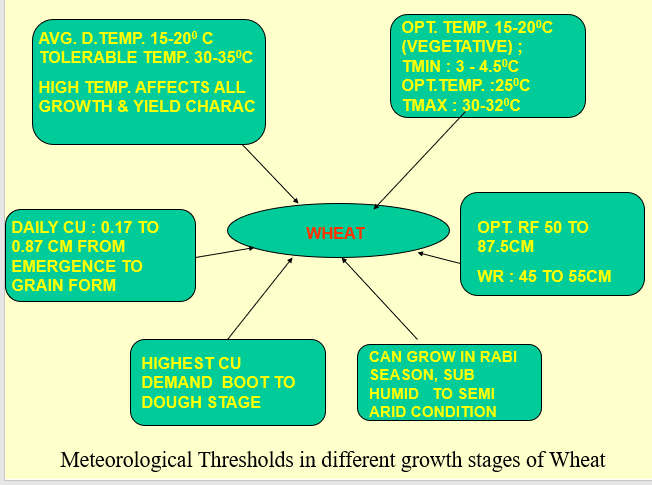 AVG. D.TEMP. 15-20⁰ C
TOLERABLE TEMP. 30-35⁰C
HIGH TEMP. AFFECTS ALL
GROWTH & YIELD CHARAC
OPT. TEMP. 15-20⁰C
(VEGETATIVE) ;
TMIN : 3 - 4.5⁰C
OPT.TEMP. :25⁰C
TMAX : 30-32⁰C
DAILY CU : 0.17 TO
0.87 CM FROM
EMERGENCE TO
GRAIN FORM
WHEAT
OPT. RF 50 TO
87.5CM
WR : 45 TO 55CM
HIGHEST CU
DEMAND BOOT TO
DOUGH STAGE
CAN GROW IN RABI
SEASON, SUB
HUMID TO SEMI
ARID CONDITION
Meteorological Thresholds in different growth stages of Wheat